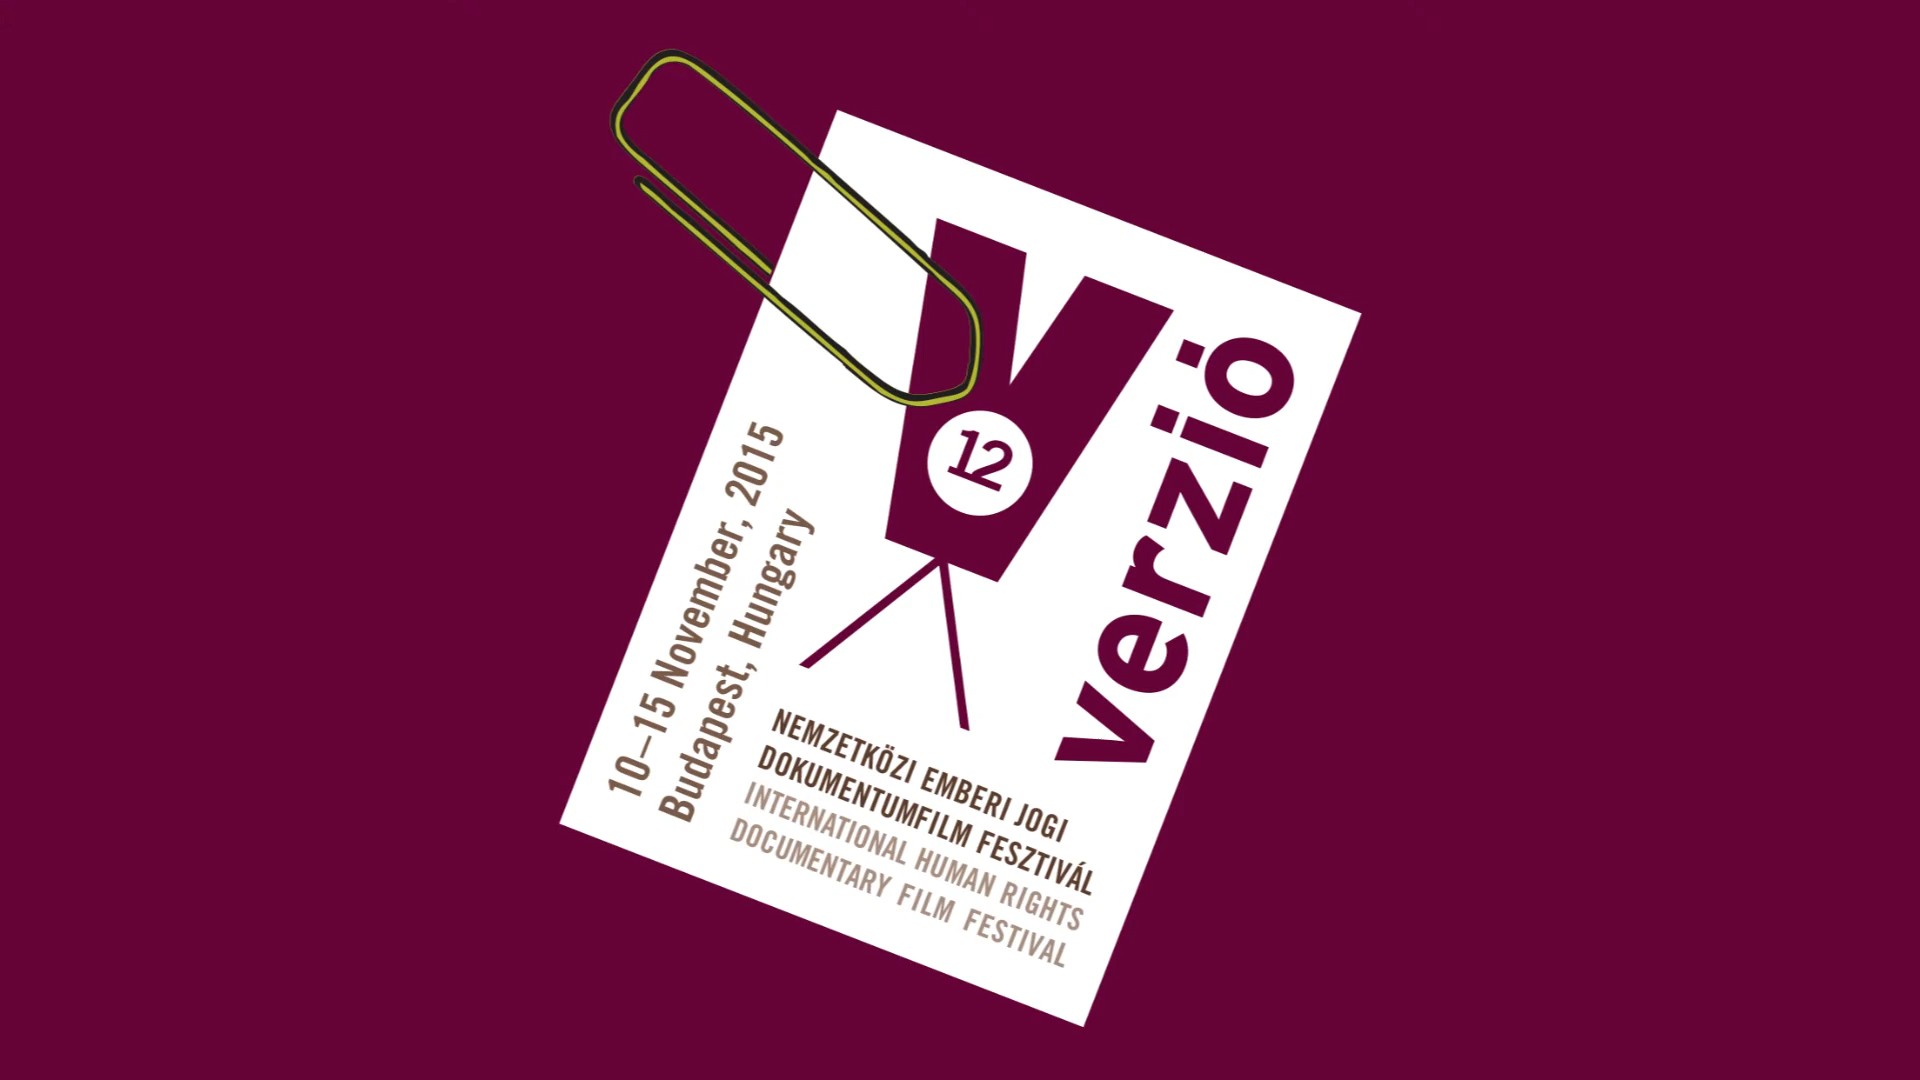 12
verzió
10–15 November, 2015
Budapest, Hungary
NEMZETKÖZI EMBERI JOGI
DOKUMENTUMFILM FESZTIVÁL
INTERNATIONAL HUMAN RIGHTS
DOCUMENTARY FILM FESTIVAL